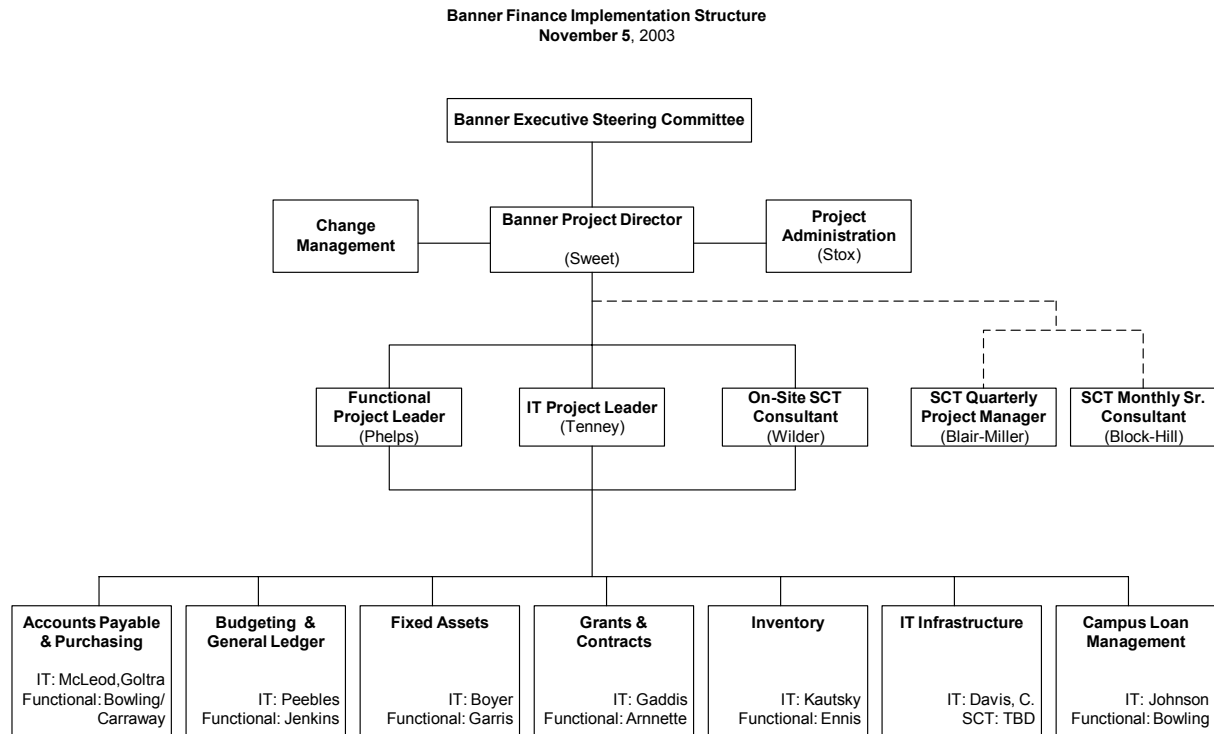 Banner Finance Implementation Structure
November 5, 2003
Banner Executive Steering Committee
Change
Management
Banner Project Director
(Sweet)
Project
Administration
(Stox)
Functional
Project Leader
(Phelps)
IT Project Leader
(Tenney)
On-Site SCT
Consultant
(Wilder)
SCT Quarterly
Project Manager
(Blair-Miller)
SCT Monthly Sr.
Consultant
(Block-Hill)
Accounts Payable
& Purchasing
IT: McLeod,Goltra
Functional: Bowling/
Carraway
Budgeting &
General Ledger
IT: Peebles
Functional: Jenkins
Fixed Assets
IT: Boyer
Functional: Garris
Grants &
Contracts
IT: Gaddis
Functional: Arnnette
Inventory
IT: Kautsky
Functional: Ennis
IT Infrastructure
IT: Davis, C.
SCT: TBD
Campus Loan
Management
IT: Johnson
Functional: Bowling